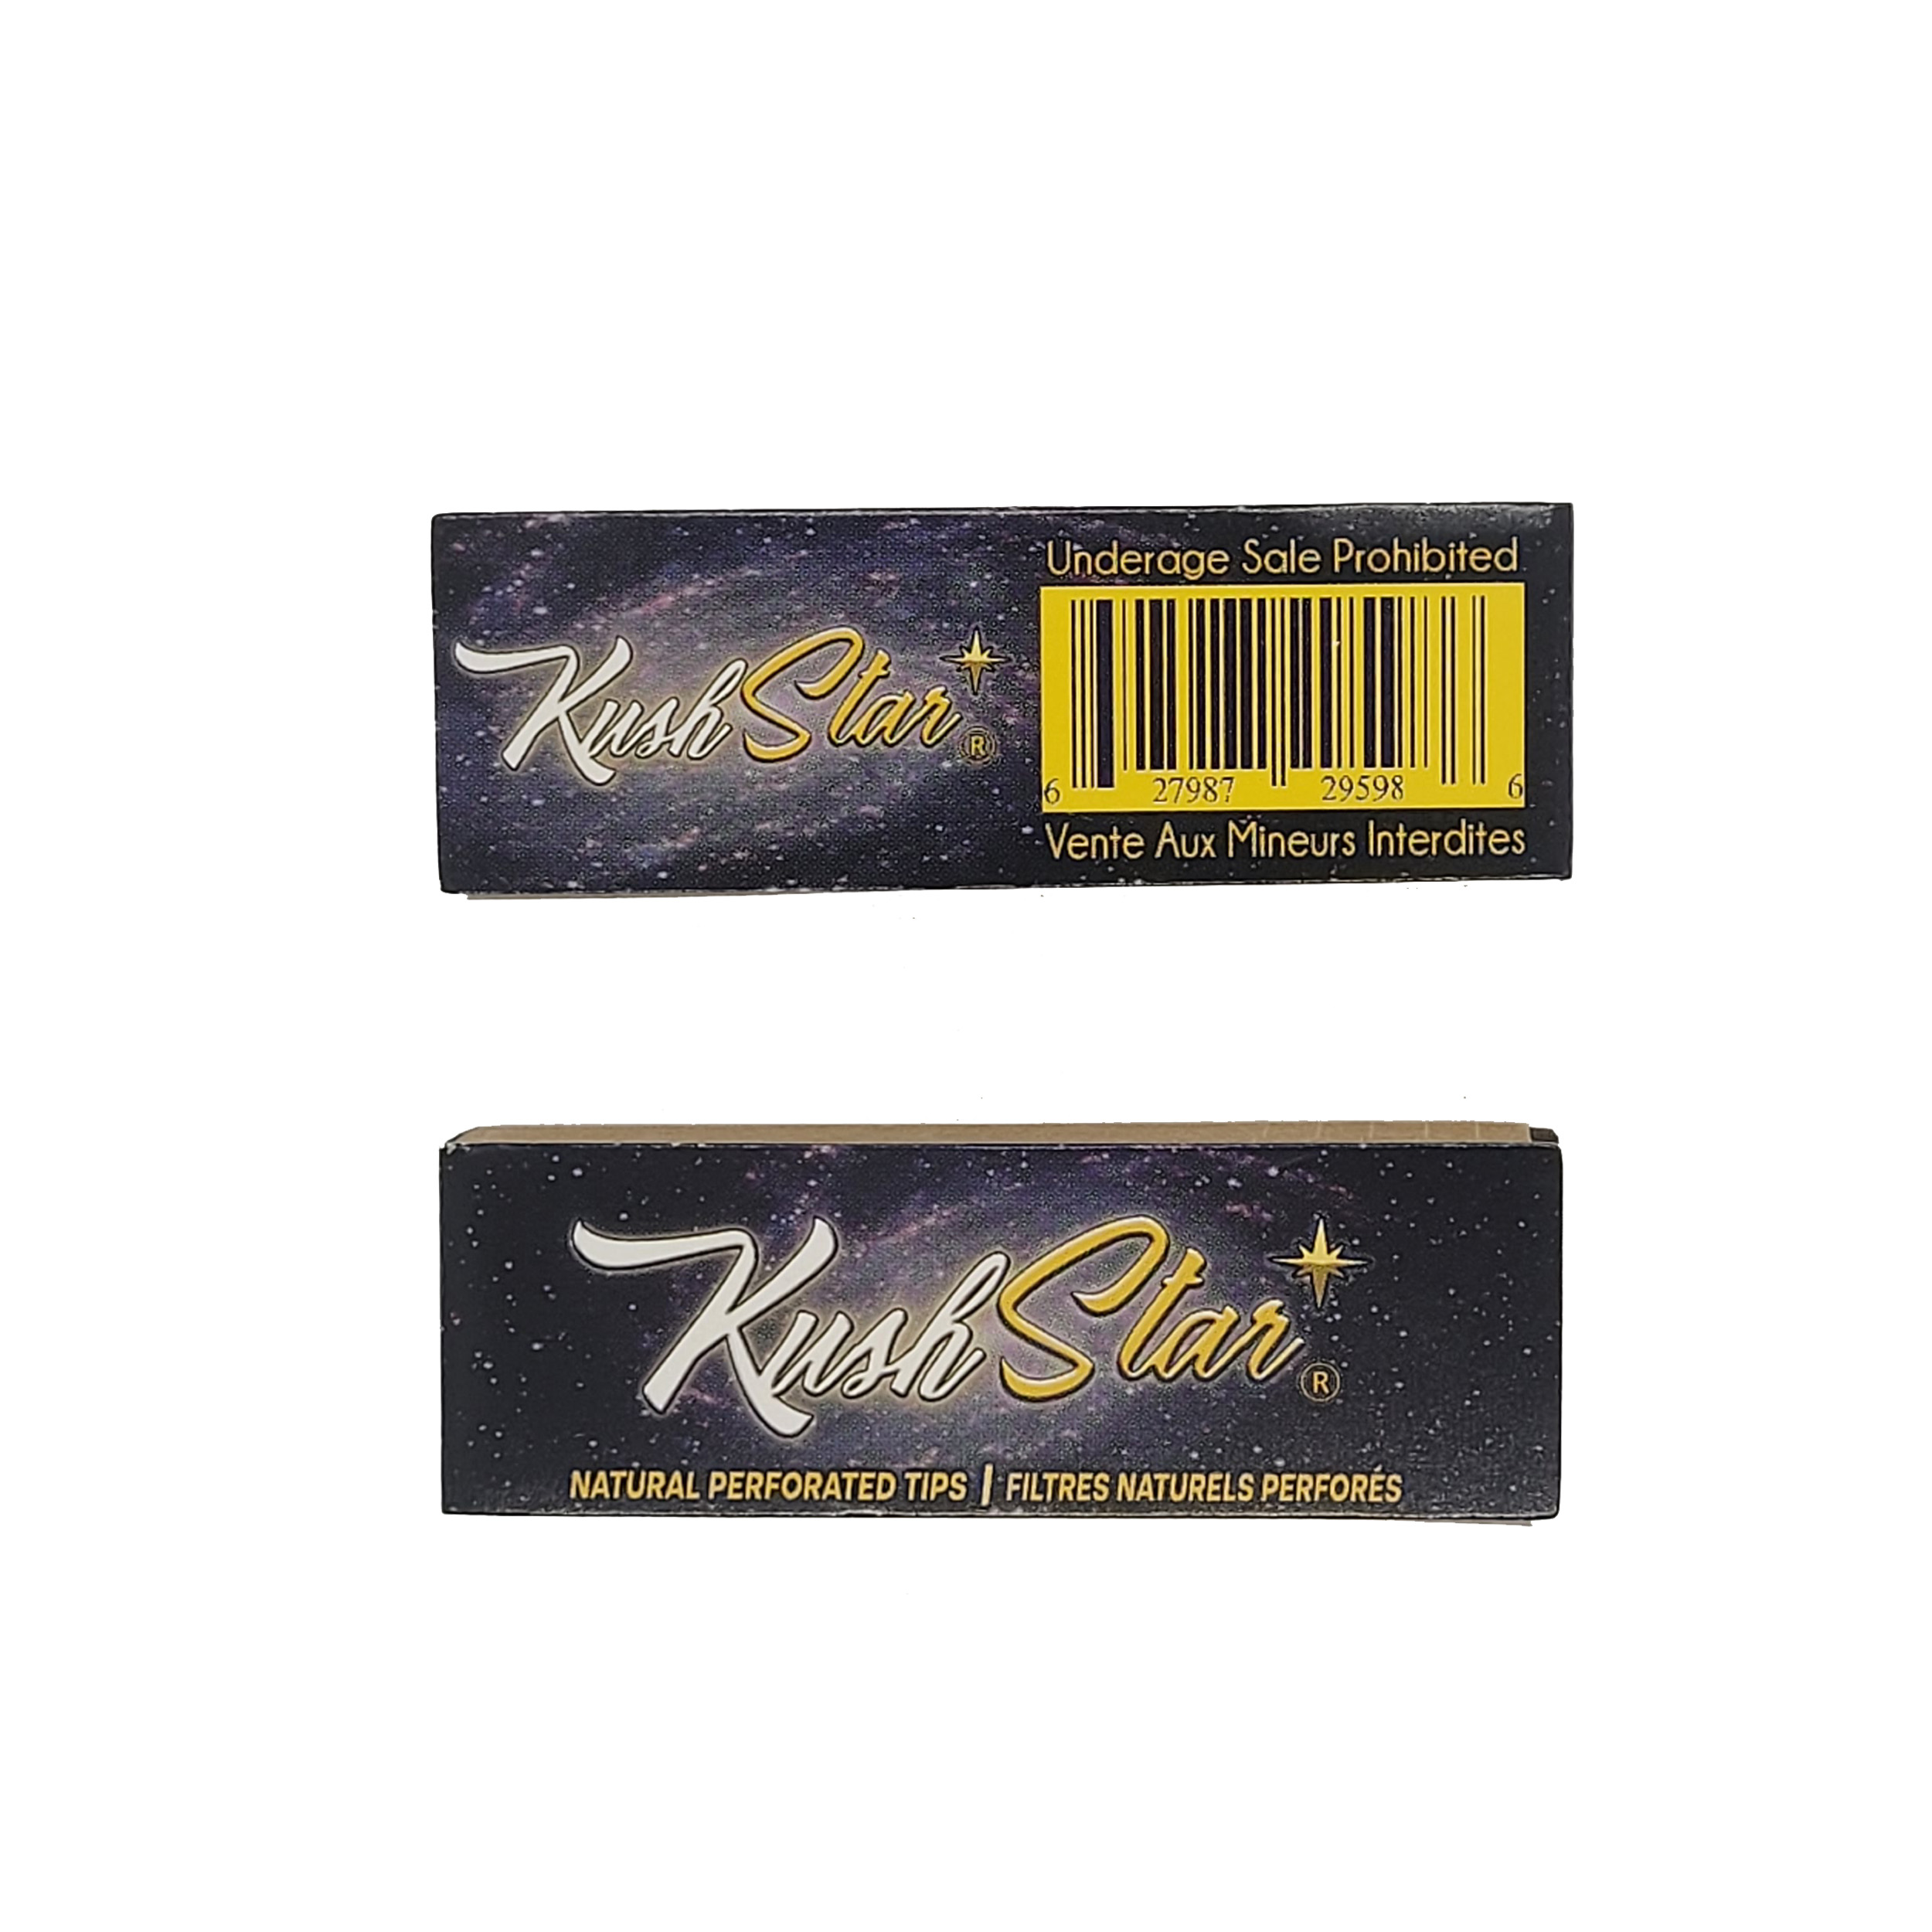 Underage Sale Prohibited
KushStar®
6 27987 29598 6
Vente Aux Mineurs Interdites
KushStar®
NATURAL PERFORATED TIPS | FILTRES NATURELS PERFORÉS